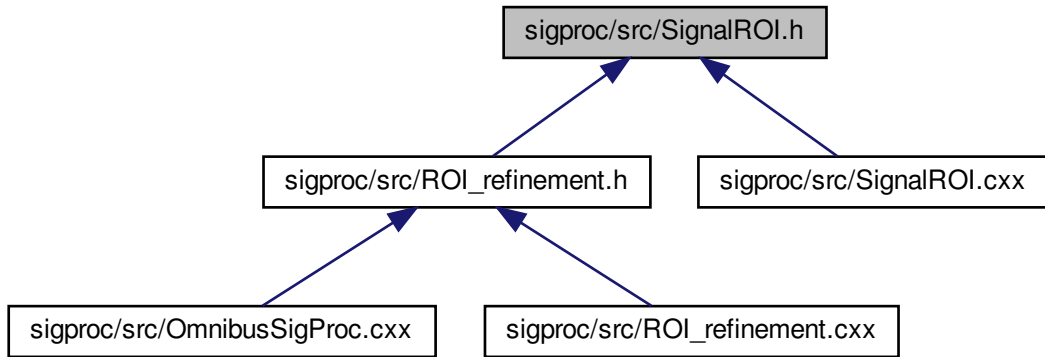 sigproc/src/SignalROI.h
sigproc/src/ROI_refinement.h
sigproc/src/SignalROI.cxx
sigproc/src/OmnibusSigProc.cxx
sigproc/src/ROI_refinement.cxx